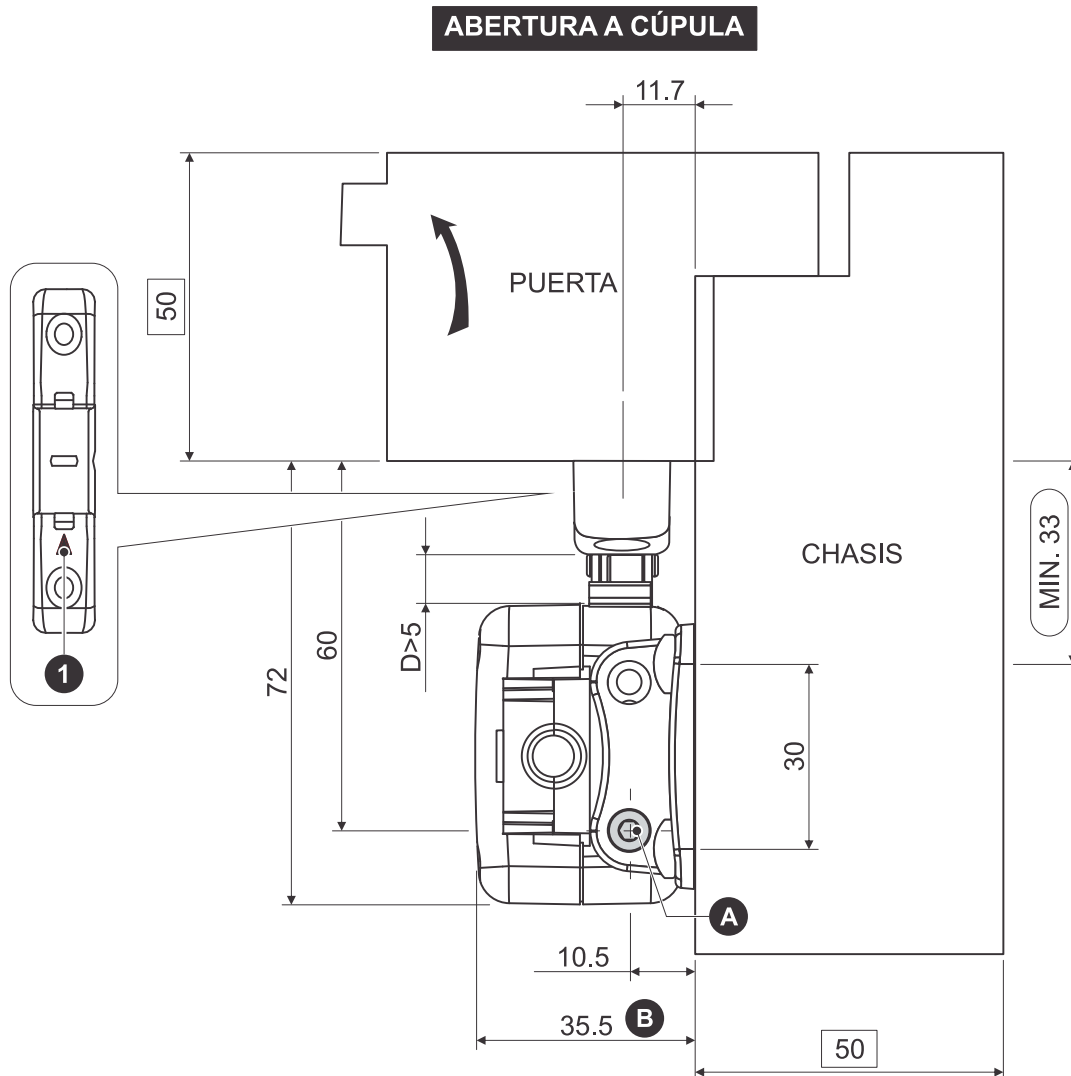 ABERTURA A CÚPULA
11.7
50
PUERTA
CHASIS
MIN. 33
D>5
60
72
1
30
A
10.5
35.5 B
50